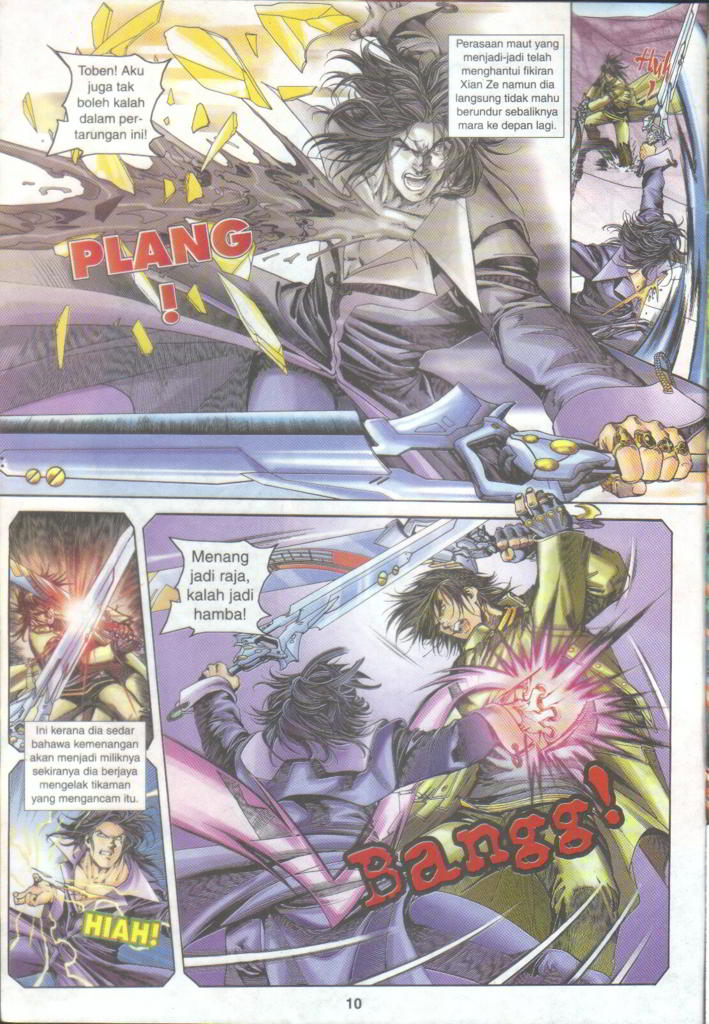 Toben! Aku
juga tak
boleh kalah
dalam per-
tarungan ini!
Perasaan maut yang
menjadi-jadi telah
menghantui fikiran
Xian Ze namun dia
langsung tidak mahu
berundur sebaliknya
mara ke depan lagi.
Huh
PLANG
!
Menang
jadi raja,
kalah jadi
hamba!
Ini kerana dia sedar
bahawa kemenangan
akan menjadi miliknya
sekiranya dia berjaya
mengelak tikaman
yang mengancam itu.
HIAH!
Bangg!
10